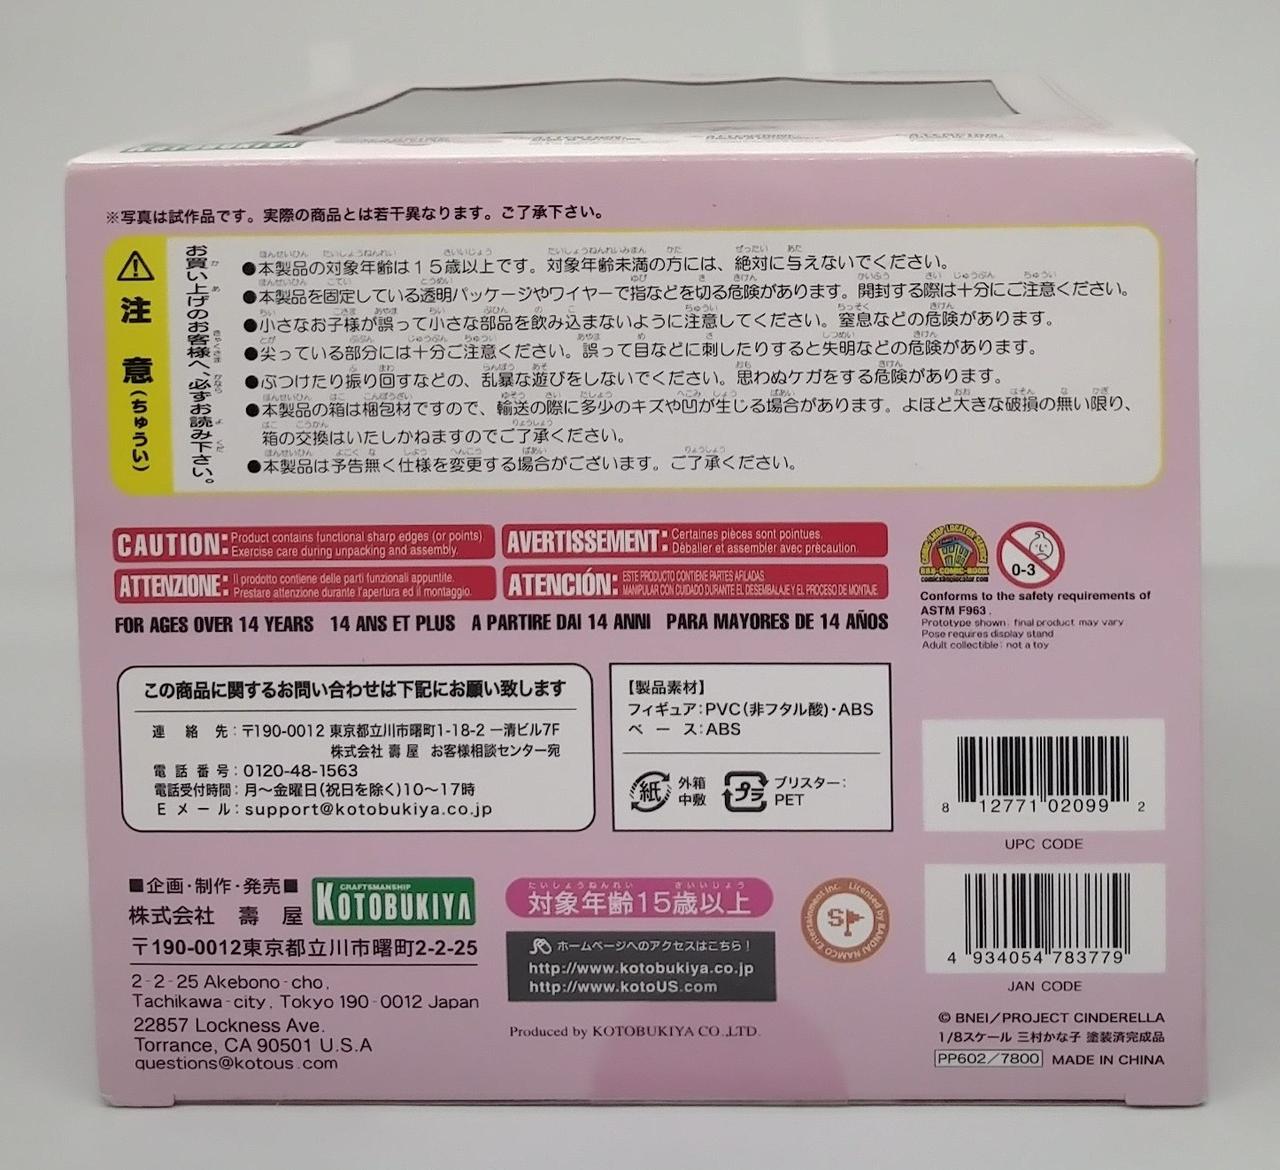 KOTOBUKIYA
※写真は試作品です。実際の商品とは若干異なります。ご了承下さい。
注意(ちゅうい)
お買い上げのお客様へ、必ずお読み下さい。
●本製品の対象年齢は15歳以上です。対象年齢未満の方には、絶対に与えないでください。
●本製品を固定している透明パッケージやワイヤーで指などを切る危険があります。開封する際は十分にご注意ください。
●小さなお子様が誤って小さな部品を飲み込まないように注意してください。窒息などの危険があります。
●尖っている部分には十分ご注意ください。誤って目などに刺したりすると失明などの危険があります。
●ぶつけたり振り回すなどの、乱暴な遊びをしないでください。思わぬケガをする危険があります。
●本製品の箱は梱包材ですので、輸送の際に多少のキズや凹が生じる場合があります。よほど大きな破損の無い限り、
箱の交換はいたしかねますのでご了承ください。
●本製品は予告無く仕様を変更する場合がございます。ご了承ください。
CAUTION: Product contains functional sharp edges (or points)
Exercise care during unpacking and assembly.
AVERTISSEMENT: Certaines pièces sont pointues.
Déballer et assembler avec précaution.
ATTENZIONE: Il prodotto contiene delle parti funzionali appuntite.
Prestare attenzione durante l'apertura ed il montaggio.
ATENCIÓN: ESTE PRODUCTO CONTIENE PARTES AFILADAS.
MANIPULAR CON CUIDADO DURANTE EL DESEMBALAJE Y EL PROCESO DE MONTAJE.
FOR AGES OVER 14 YEARS 14 ANS ET PLUS A PARTIRE DAI 14 ANNI PARA MAYORES DE 14 AÑOS
COMIC SHOP LOCATOR SERVICE
888-COMIC-BOOK
comicshoplocator.com
0-3
Conforms to the safety requirements of
ASTM F963.
Prototype shown: final product may vary
Pose requires display stand
Adult collectible: not a toy
この商品に関するお問い合わせは下記にお願い致します
連絡先:〒190-0012 東京都立川市曙町1-18-2 一清ビル7F
株式会社 壽屋 お客様相談センター宛
電話番号:0120-48-1563
電話受付時間:月〜金曜日(祝日を除く)10〜17時
Eメール:support@kotobukiya.co.jp
【製品素材】
フィギュア:PVC(非フタル酸)・ABS
ベース:ABS
紙 外箱
中敷
プラ ブリスター:
PET
8 12771 02099 2
UPC CODE
■企画・制作・発売■
株式会社 壽屋
CRAFTSMANSHIP
KOTOBUKIYA
〒190-0012東京都立川市曙町2-2-25
2-2-25 Akebono-cho,
Tachikawa-city, Tokyo 190-0012 Japan
22857 Lockness Ave.
Torrance, CA 90501 U.S.A
questions@kotous.com
たいしょうねんれい さいいじょう
対象年齢15歳以上
ホームページへのアクセスはこちら!
http://www.kotobukiya.co.jp
http://www.kotoUS.com
Produced by KOTOBUKIYA CO.,LTD.
Licensed by BANDAI NAMCO Entertainment Inc.
4 934054 783779
JAN CODE
© BNEI/PROJECT CINDERELLA
1/8スケール 三村かな子 塗装済完成品
PP602/7800 MADE IN CHINA